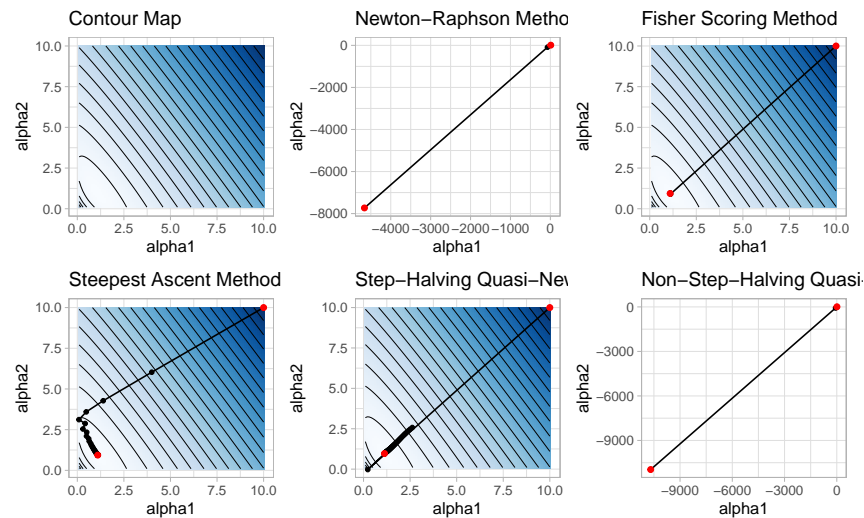 Contour Map
10.0
7.5
5.0
2.5
0.0
alpha2
0.0 2.5 5.0 7.5 10.0
alpha1
Newton−Raphson Metho
0
−2000
−4000
−6000
−8000
alpha2
−4000 −3000 −2000 −1000 0
alpha1
Fisher Scoring Method
10.0
7.5
5.0
2.5
0.0
alpha2
0.0 2.5 5.0 7.5 10.0
alpha1
Steepest Ascent Method
10.0
7.5
5.0
2.5
0.0
alpha2
0.0 2.5 5.0 7.5 10.0
alpha1
Step−Halving Quasi−New
10.0
7.5
5.0
2.5
0.0
alpha2
0.0 2.5 5.0 7.5 10.0
alpha1
Non−Step−Halving Quasi−
0
−3000
−6000
−9000
alpha2
−9000 −6000 −3000 0
alpha1